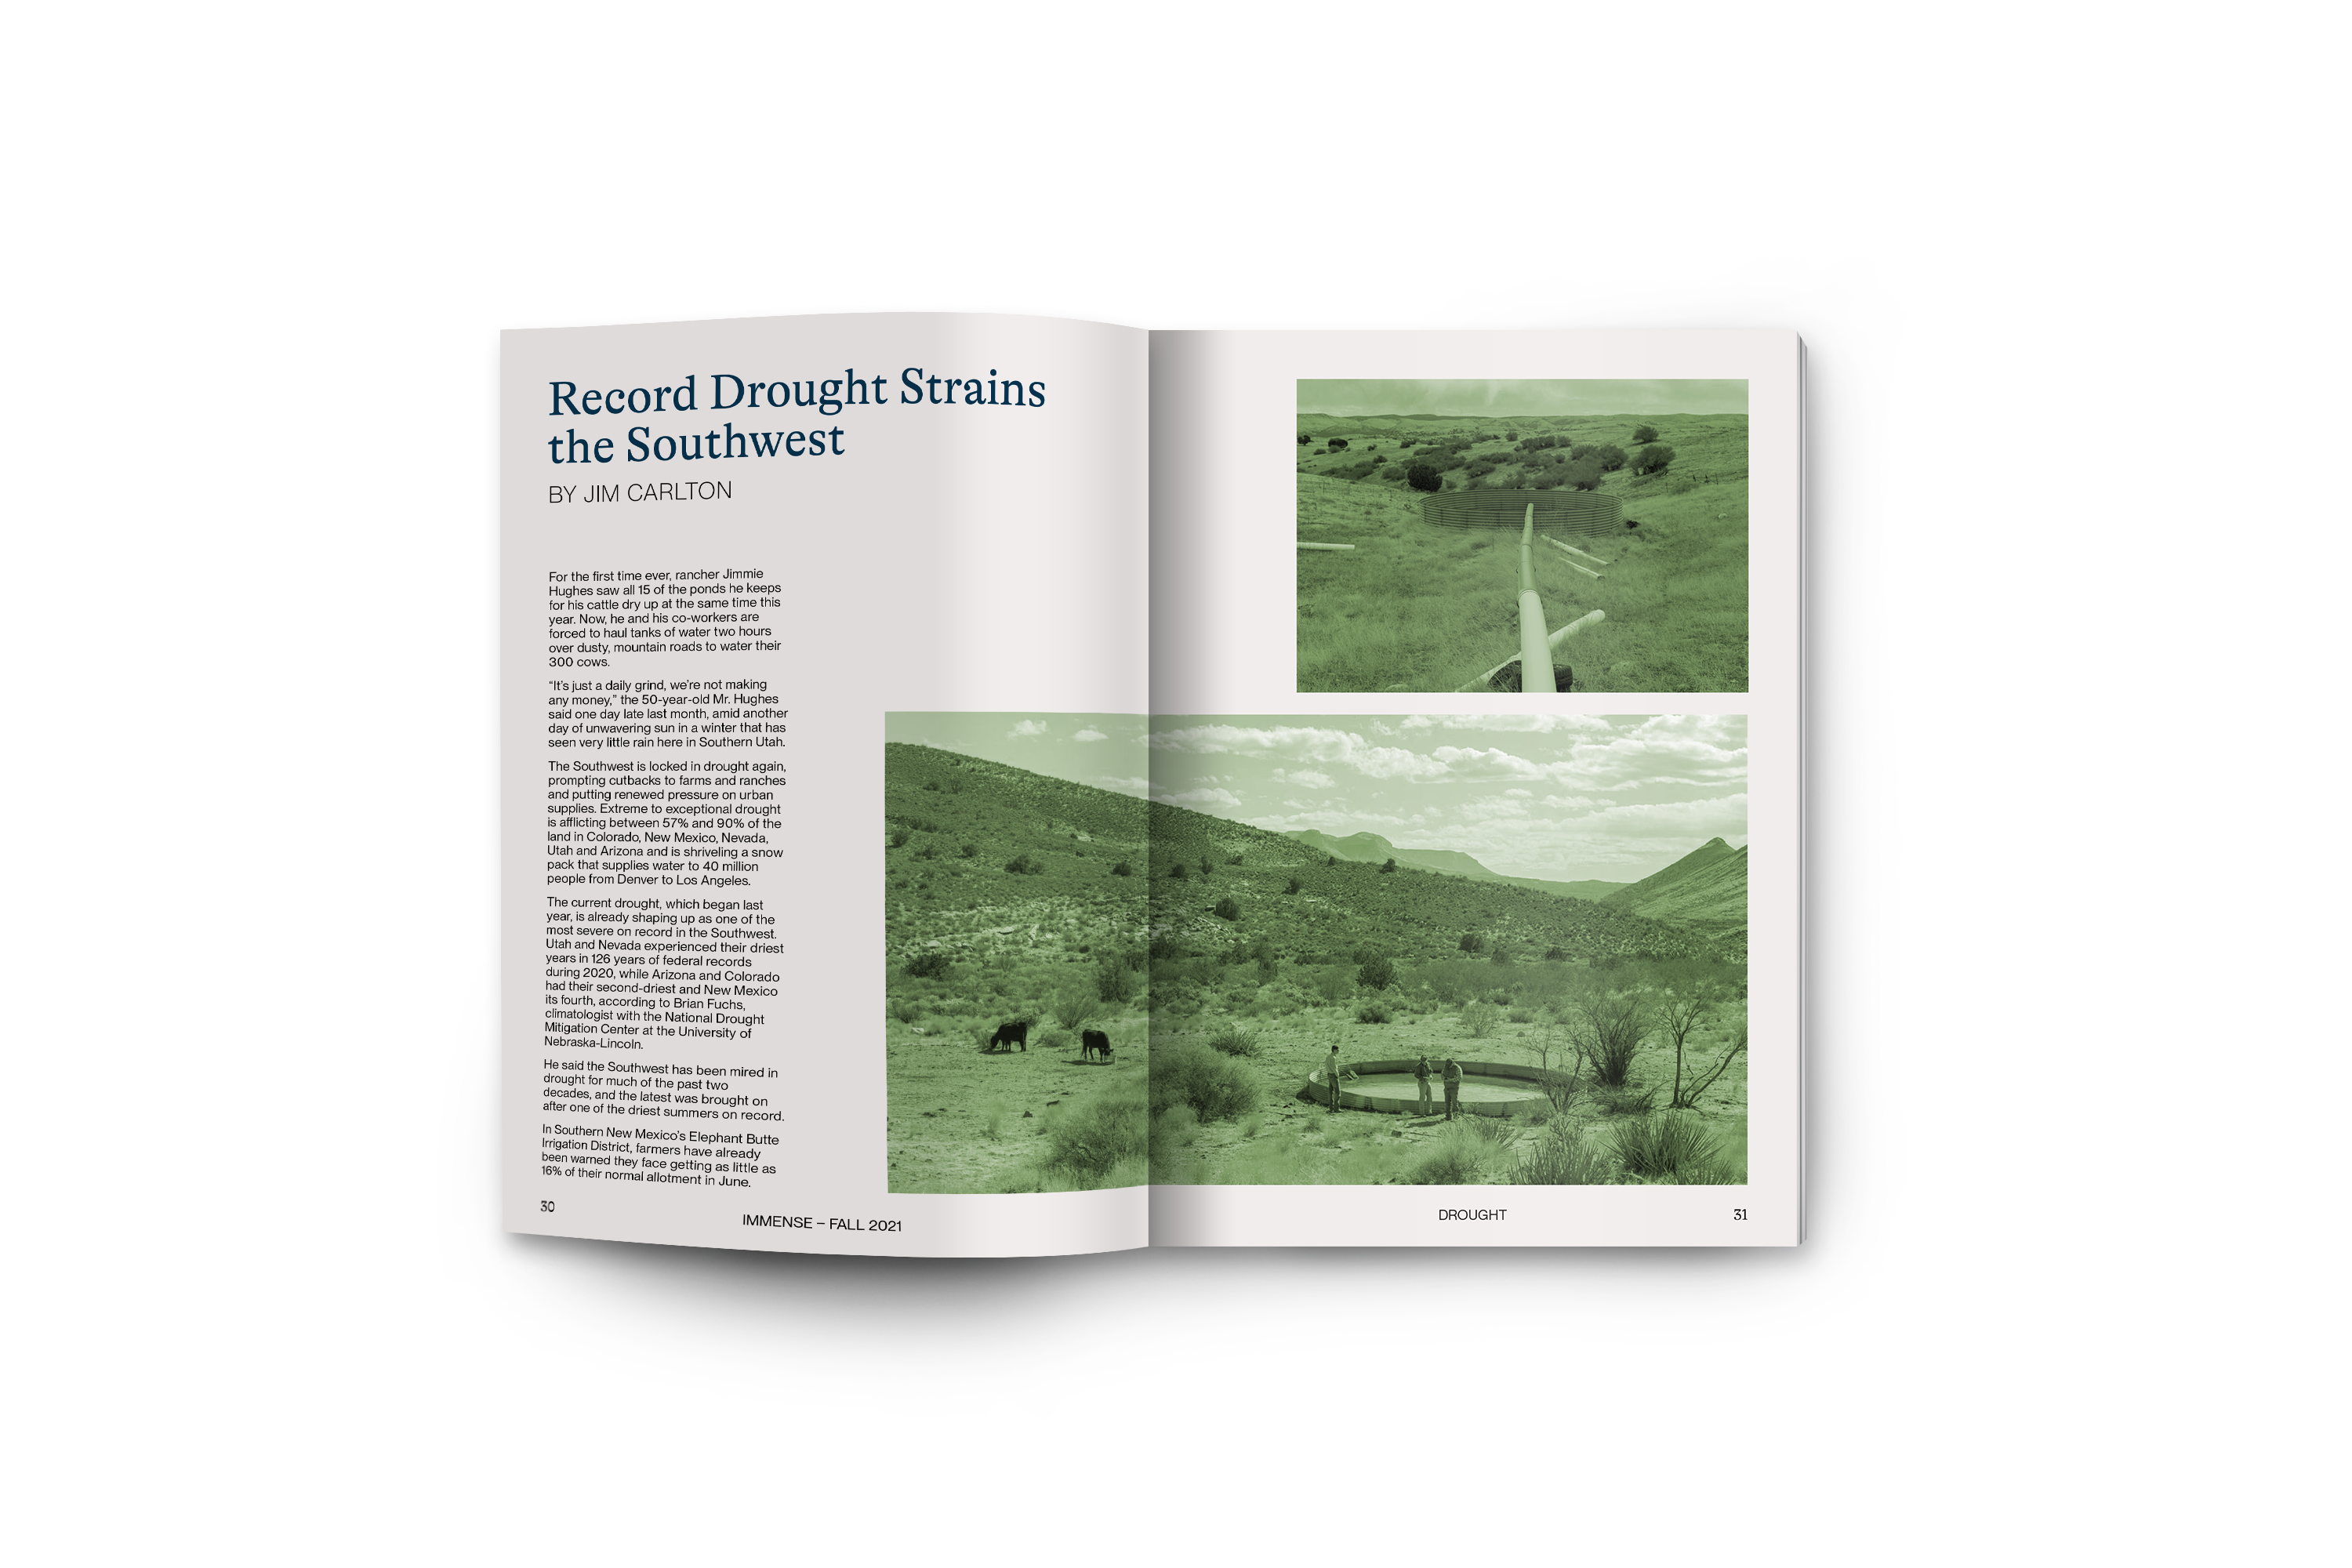 Record Drought Strains
the Southwest
BY JIM CARLTON
For the first time ever, rancher Jimmie
Hughes saw all 15 of the ponds he keeps
for his cattle dry up at the same time this
year. Now, he and his co-workers are
forced to haul tanks of water two hours
over dusty, mountain roads to water their
300 cows.
“It’s just a daily grind, we’re not making
any money,” the 50-year-old Mr. Hughes
said one day late last month, amid another
day of unwavering sun in a winter that has
seen very little rain here in Southern Utah.
The Southwest is locked in drought again,
prompting cutbacks to farms and ranches
and putting renewed pressure on urban
supplies. Extreme to exceptional drought
is afflicting between 57% and 90% of the
land in Colorado, New Mexico, Nevada,
Utah and Arizona and is shriveling a snow
pack that supplies water to 40 million
people from Denver to Los Angeles.
The current drought, which began last
year, is already shaping up as one of the
most severe on record in the Southwest.
Utah and Nevada experienced their driest
years in 126 years of federal records
during 2020, while Arizona and Colorado
had their second-driest and New Mexico
its fourth, according to Brian Fuchs,
climatologist with the National Drought
Mitigation Center at the University of
Nebraska-Lincoln.
He said the Southwest has been mired in
drought for much of the past two
decades, and the latest was brought on
after one of the driest summers on record.
In Southern New Mexico’s Elephant Butte
Irrigation District, farmers have already
been warned they face getting as little as
16% of their normal allotment in June.
30
IMMENSE – FALL 2021
DROUGHT
31